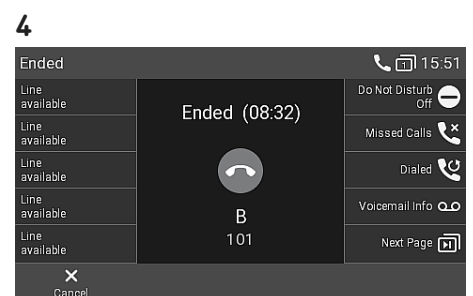 4
Ended
1 15:51
Line
available
Line
available
Line
available
Line
available
Line
available
Ended (08:32)
B
101
Do Not Disturb
Off
Missed Calls
Dialed
Voicemail Info
Next Page
Cancel